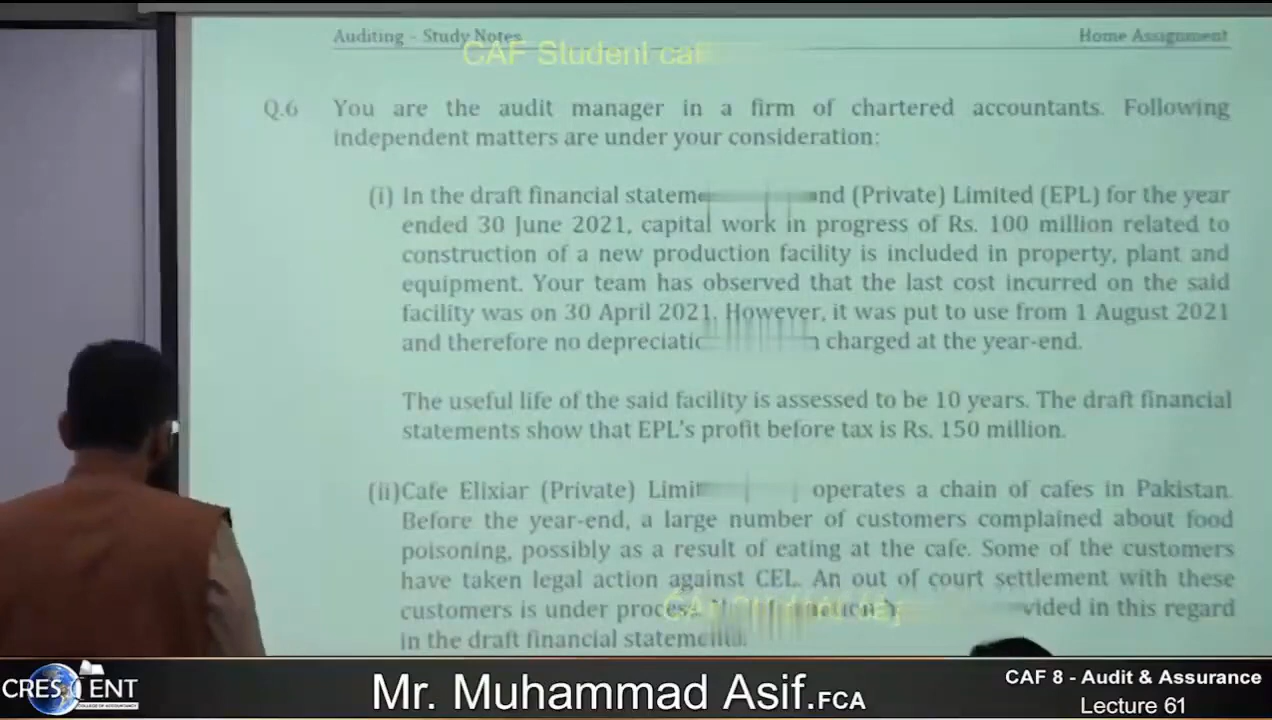 Auditing - Study Notes
Home Assignment
CAF Student
Q.6 You are the audit manager in a firm of chartered accountants. Following
independent matters are under your consideration:
(i) In the draft financial (Private) Limited (EPL) for the year
ended 30 June 2021, capital work in progress of Rs. 100 million related to
construction of a new production facility is included in property, plant and
equipment. Your team has observed that the last cost incurred on the said
facility was on 30 April 2021. However, it was put to use from 1 August 2021
and therefore no charged at the year-end.
The useful life of the said facility is assessed to be 10 years. The draft financial
statements show that EPL's profit before tax is Rs. 150 million.
(ii) Cafe Elixiar (Private) operates a chain of cafes in Pakistan.
Before the year-end, a large number of customers complained about food
poisoning, possibly as a result of eating at the cafe. Some of the customers
have taken legal action against CEL. An out of court settlement with these
customers is under in this regard
in the draft financial
CRESCENT
COLLEGE OF ACCOUNTANCY
Mr. Muhammad Asif.FCA
CAF 8 - Audit & Assurance
Lecture 61